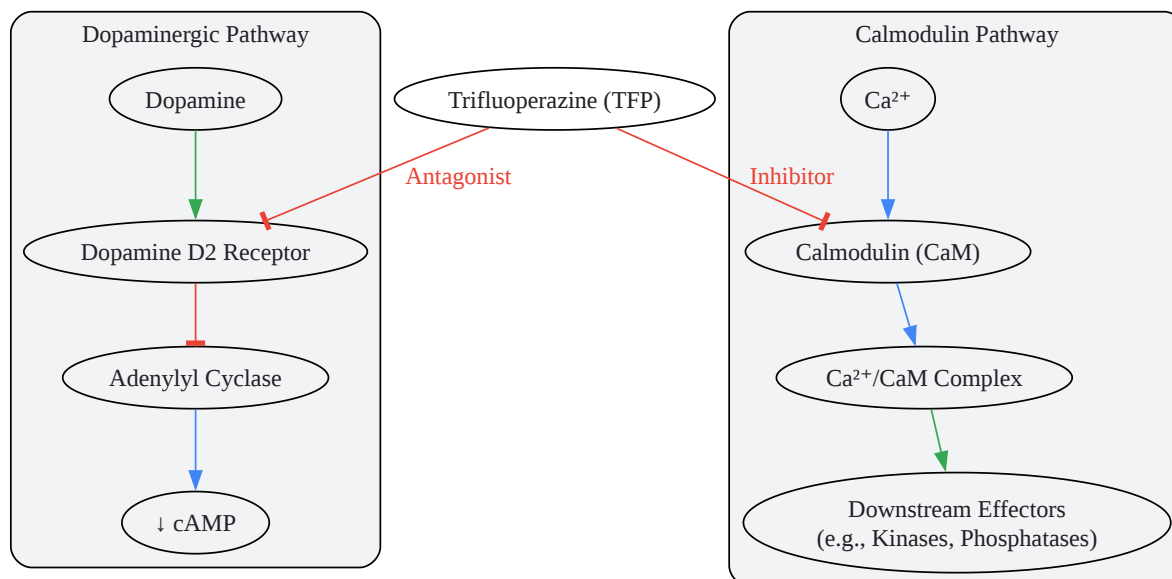 Dopaminergic Pathway
Calmodulin Pathway
Dopamine
Trifluoperazine (TFP)
Ca²⁺
Antagonist
Inhibitor
Dopamine D2 Receptor
Calmodulin (CaM)
Adenylyl Cyclase
Ca²⁺/CaM Complex
↓ cAMP
Downstream Effectors
(e.g., Kinases, Phosphatases)